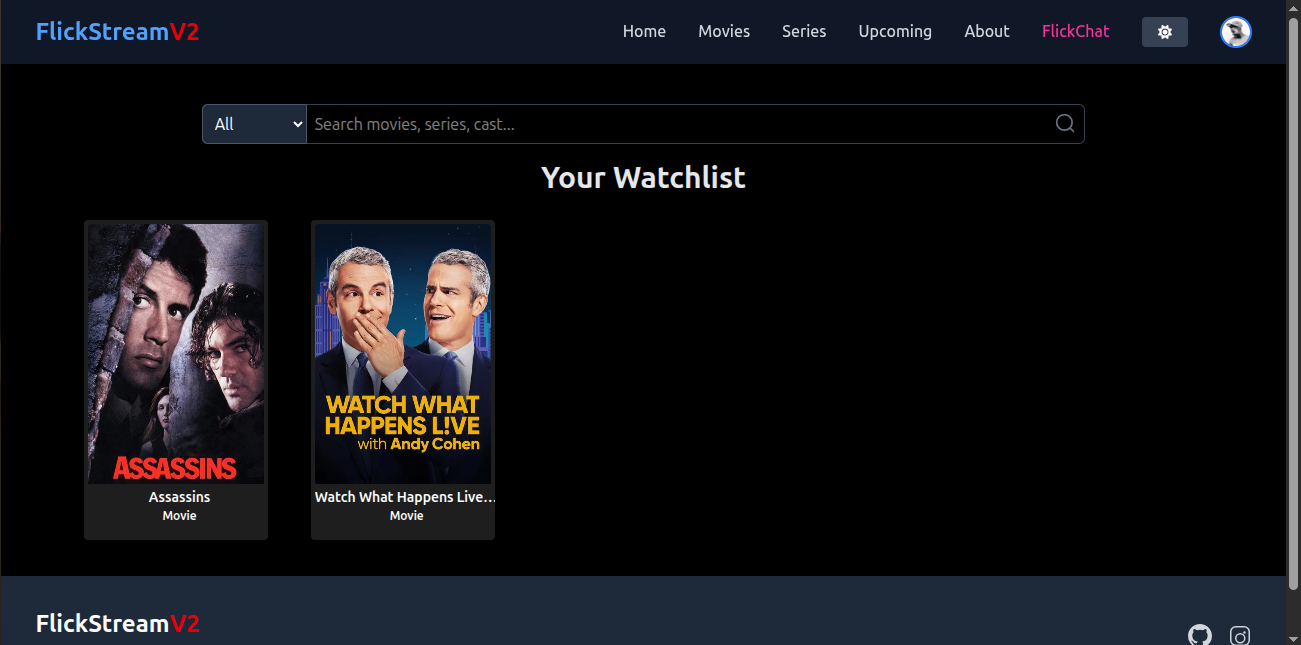 FlickStreamV2 Home Movies Series Upcoming About FlickChat
All Search movies, series, cast...
Your Watchlist
ASSASSINS
Assassins
Movie
WATCH WHAT
HAPPENS L!VE
with Andy Cohen
Watch What Happens Live...
Movie
FlickStreamV2